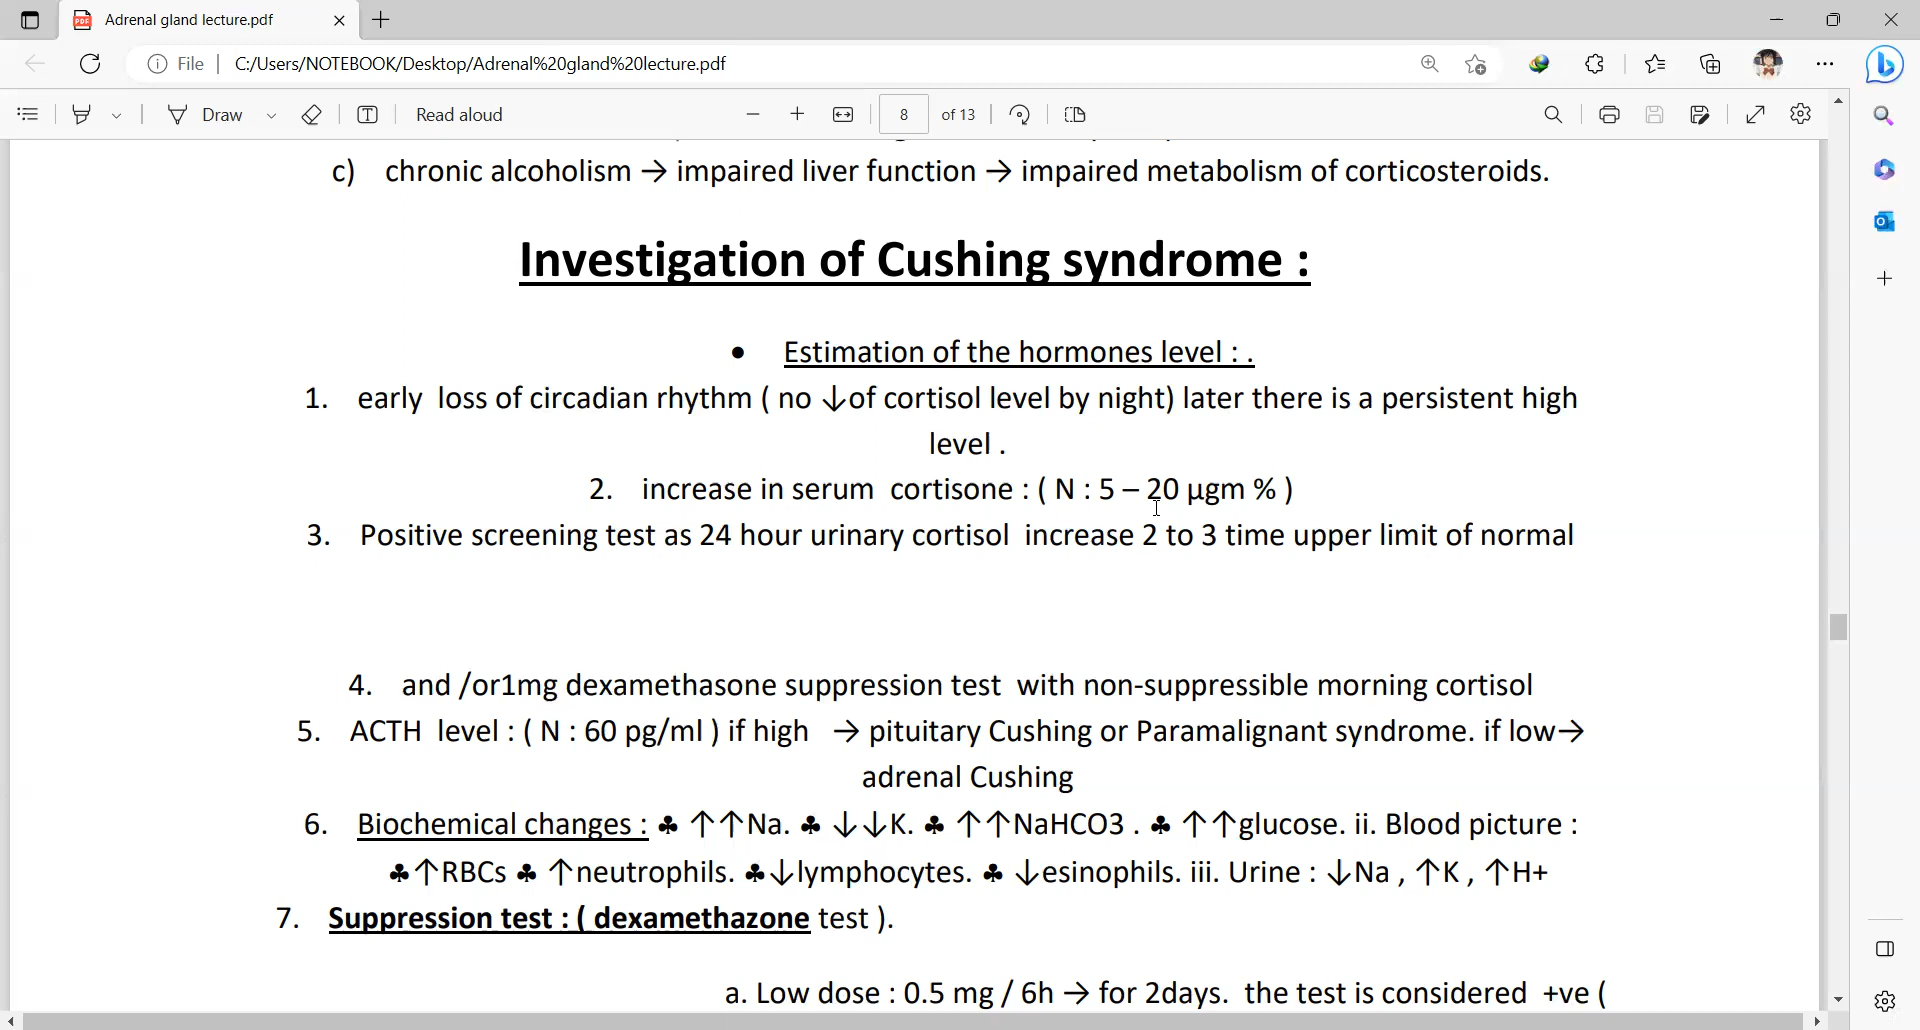 Adrenal gland lecture.pdf
File | C:/Users/NOTEBOOK/Desktop/Adrenal%20gland%20lecture.pdf
Draw Read aloud 8 of 13
c) chronic alcoholism → impaired liver function → impaired metabolism of corticosteroids.
Investigation of Cushing syndrome :
• Estimation of the hormones level : .
1. early loss of circadian rhythm ( no ↓of cortisol level by night) later there is a persistent high
level .
2. increase in serum cortisone : ( N : 5 – 20 µgm % )
3. Positive screening test as 24 hour urinary cortisol increase 2 to 3 time upper limit of normal
4. and /or1mg dexamethasone suppression test with non-suppressible morning cortisol
5. ACTH level : ( N : 60 pg/ml ) if high → pituitary Cushing or Paramalignant syndrome. if low→
adrenal Cushing
6. Biochemical changes : ♣ ↑↑Na. ♣ ↓↓K. ♣ ↑↑NaHCO3 . ♣ ↑↑glucose. ii. Blood picture :
♣↑RBCs ♣ ↑neutrophils. ♣↓lymphocytes. ♣ ↓esinophils. iii. Urine : ↓Na , ↑K , ↑H+
7. Suppression test : ( dexamethazone test ).
a. Low dose : 0.5 mg / 6h → for 2days. the test is considered +ve (